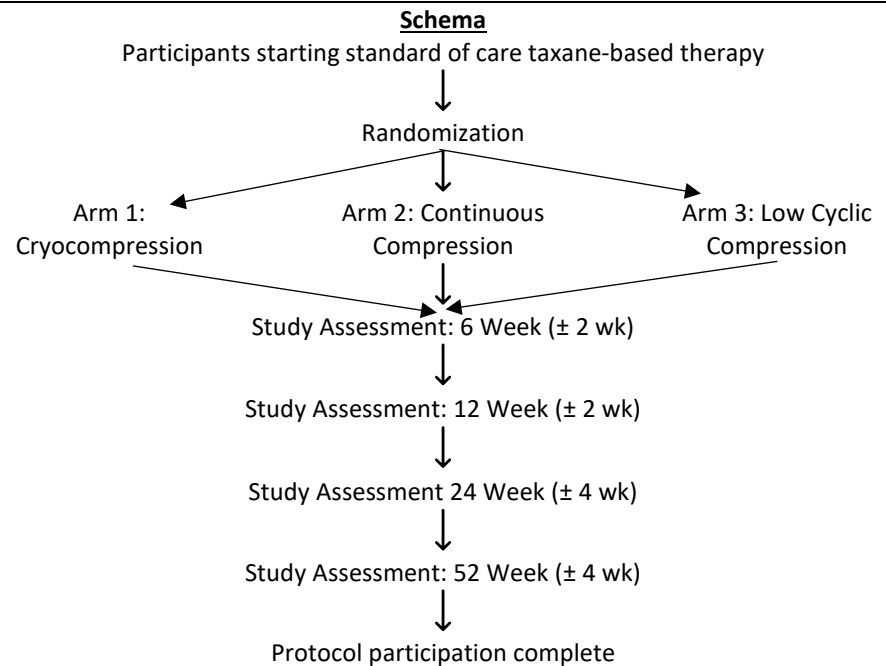 Schema
Participants starting standard of care taxane-based therapy
Randomization
Arm 1:
Cryocompression
Arm 2: Continuous
Compression
Arm 3: Low Cyclic
Compression
Study Assessment: 6 Week (± 2 wk)
Study Assessment: 12 Week (± 2 wk)
Study Assessment 24 Week (± 4 wk)
Study Assessment: 52 Week (± 4 wk)
Protocol participation complete